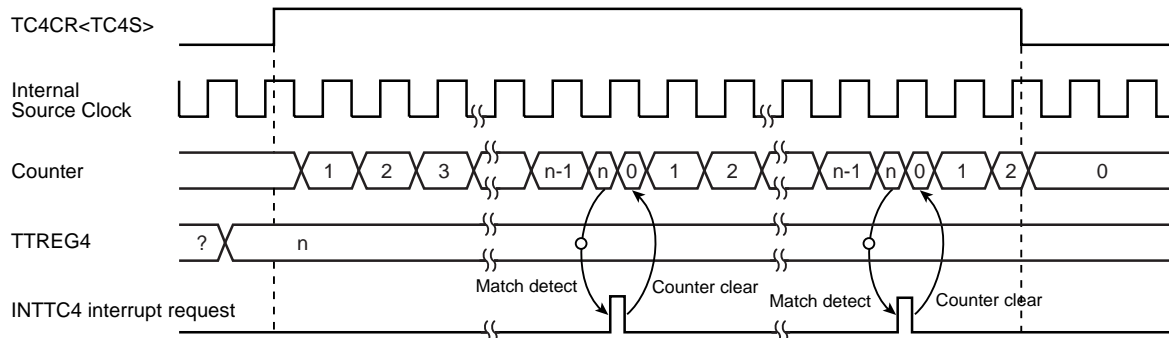 TC4CR<TC4S>
Internal
Source Clock
Counter 1 2 3 n-1 n 0 1 2 n-1 n 0 1 2 0
TTREG4 ? n
Match detect Counter clear Match detect Counter clear
INTTC4 interrupt request